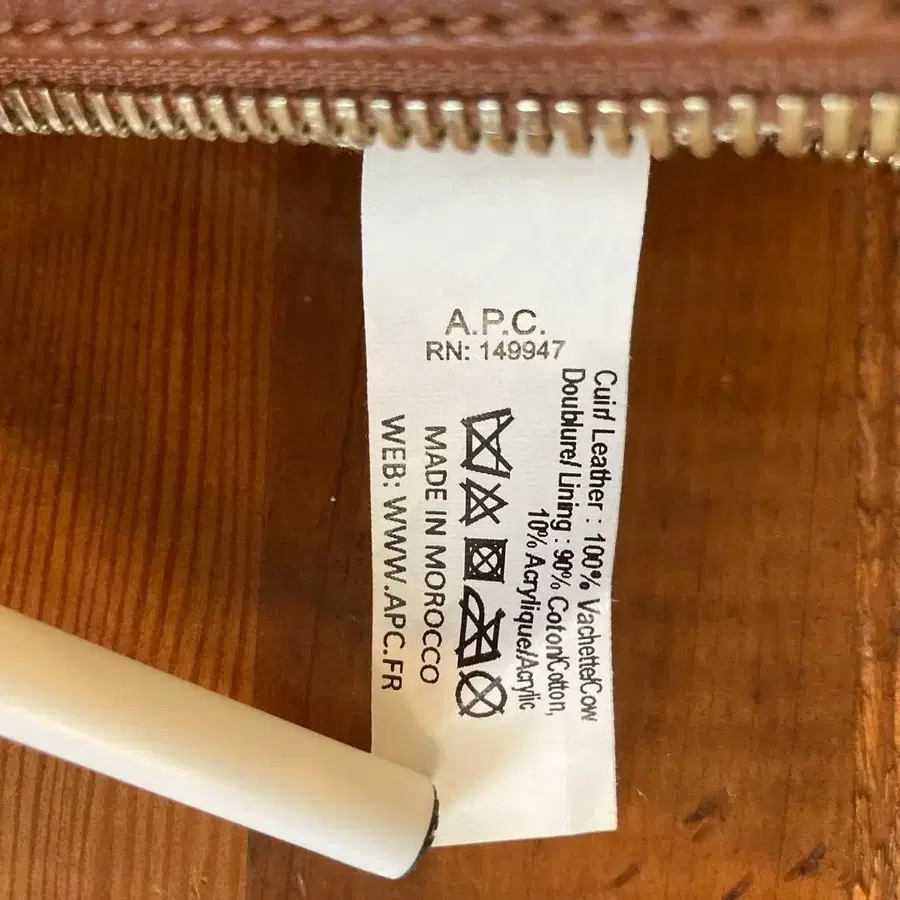 A.P.C.
RN: 149947
Cuir/ Leather : 100% Vachette/Cow
Doublure/ Lining : 90% Coton/Cotton,
10% Acrylique/Acrylic
MADE IN MOROCCO
WEB: WWW.APC.FR